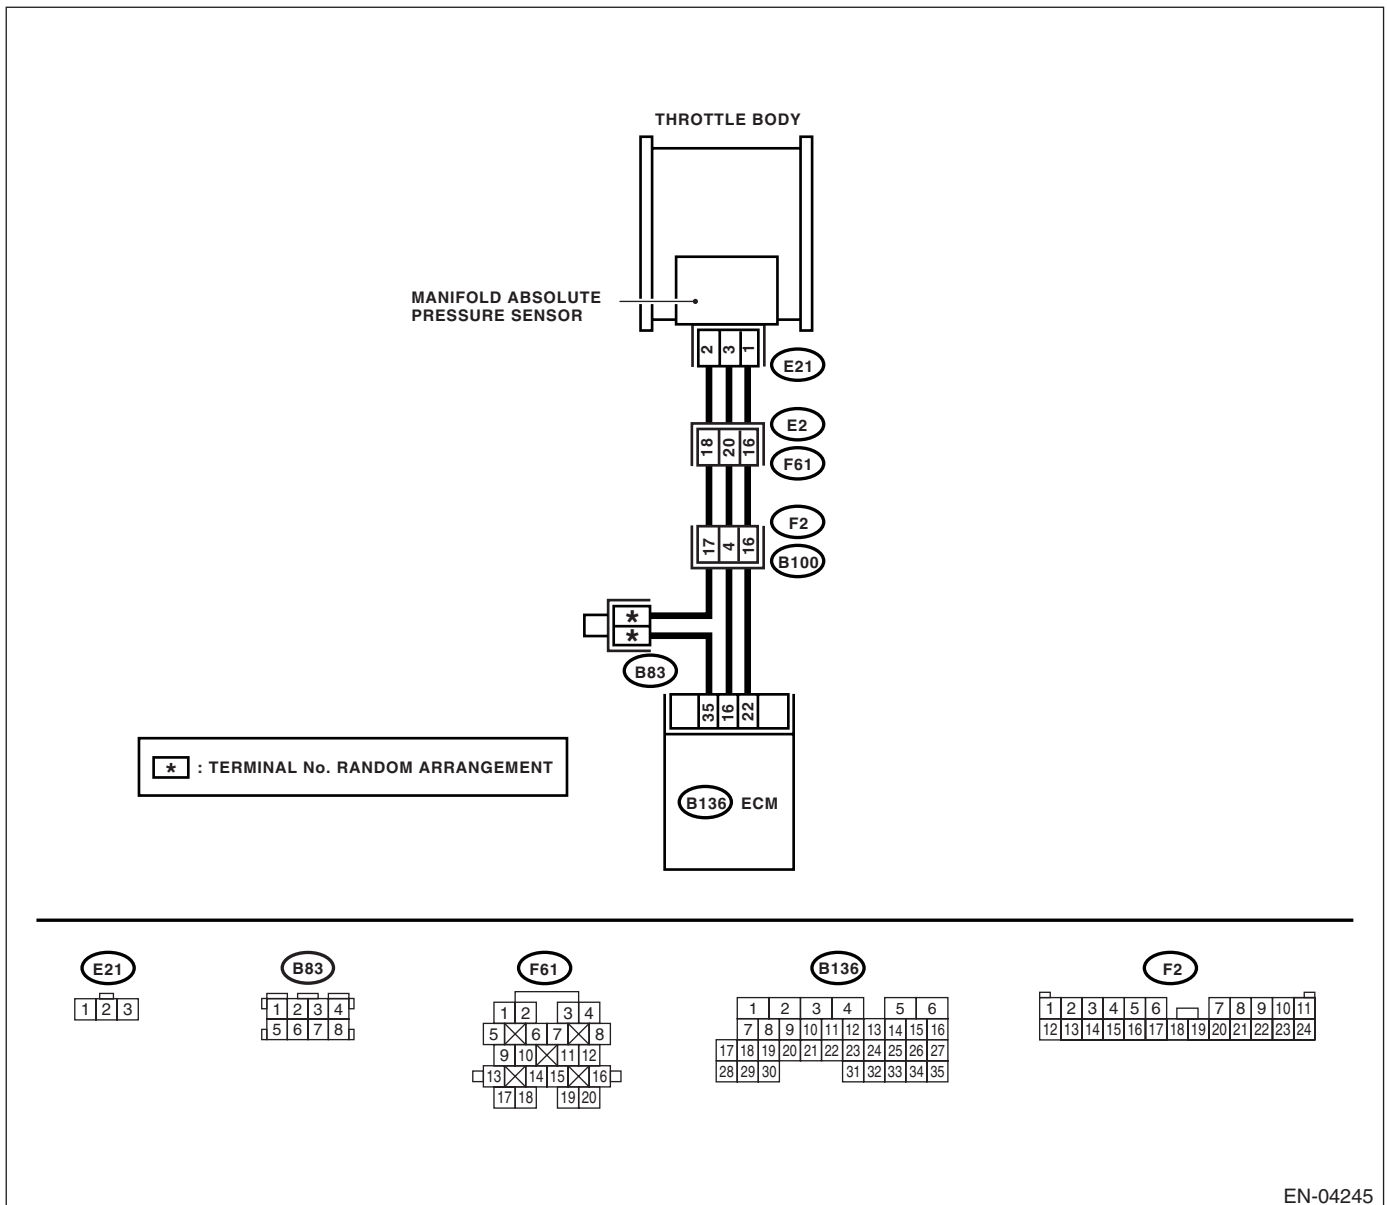 THROTTLE BODY
MANIFOLD ABSOLUTE
PRESSURE SENSOR
2 3 1
E21
E2
18 20 16
F61
F2
17 4 16
B100
*
*
B83
35 16 22
* : TERMINAL No. RANDOM ARRANGEMENT
B136 ECM
E21
1 2 3
B83
1 2 3 4
5 6 7 8
F61
1 2 3 4
5 6 7 8
9 10 11 12
13 14 15 16
17 18 19 20
B136
1 2 3 4 5 6
7 8 9 10 11 12 13 14 15 16
17 18 19 20 21 22 23 24 25 26 27
28 29 30 31 32 33 34 35
F2
1 2 3 4 5 6 7 8 9 10 11
12 13 14 15 16 17 18 19 20 21 22 23 24
EN-04245